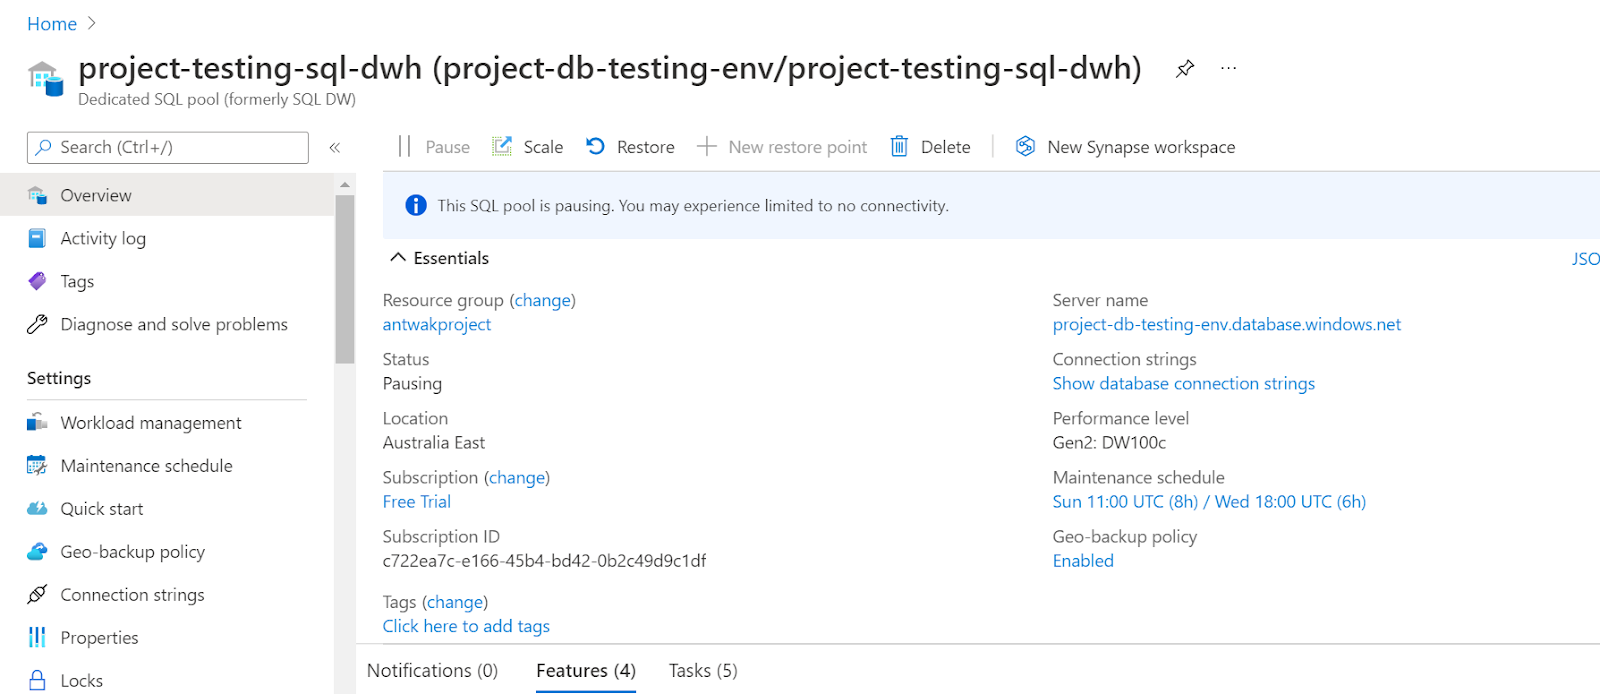 Home
project-testing-sql-dwh (project-db-testing-env/project-testing-sql-dwh)
Dedicated SQL pool (formerly SQL DW)
Search (Ctrl+/)
Pause
Scale
Restore
New restore point
Delete
New Synapse workspace
Overview
Activity log
Tags
Diagnose and solve problems
Settings
Workload management
Maintenance schedule
Quick start
Geo-backup policy
Connection strings
Properties
Locks
This SQL pool is pausing. You may experience limited to no connectivity.
Essentials
JSO
Resource group (change)
antwakproject
Status
Pausing
Location
Australia East
Subscription (change)
Free Trial
Subscription ID
c722ea7c-e166-45b4-bd42-0b2c49d9c1df
Tags (change)
Click here to add tags
Server name
project-db-testing-env.database.windows.net
Connection strings
Show database connection strings
Performance level
Gen2: DW100c
Maintenance schedule
Sun 11:00 UTC (8h) / Wed 18:00 UTC (6h)
Geo-backup policy
Enabled
Notifications (0)
Features (4)
Tasks (5)